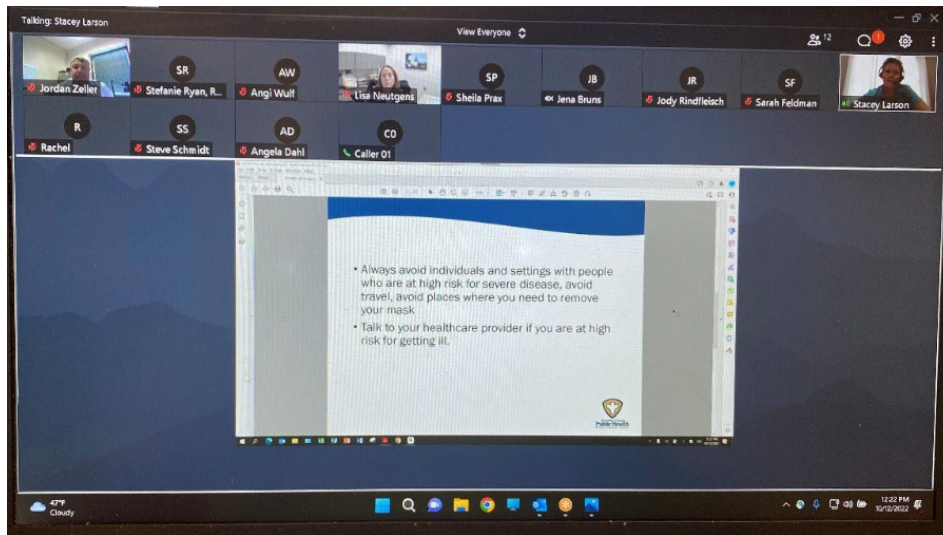 Talking: Stacey Larson
View Everyone
12
1
SR
AW
SP
JB
JR
SF
Jordan Zeller
Stefanie Ryan, R...
Angi Wulf
Lisa Neutgens
Sheila Prax
Jena Bruns
Jody Rindfleisch
Sarah Feldman
Stacey Larson
R
SS
AD
C0
Rachel
Steve Schmidt
Angela Dahl
Caller 01
• Always avoid individuals and settings with people
who are at high risk for severe disease, avoid
travel, avoid places where you need to remove
your mask
• Talk to your healthcare provider if you are at high
risk for getting ill.
Public Health
47°F
Cloudy
12:22 PM
10/12/2022